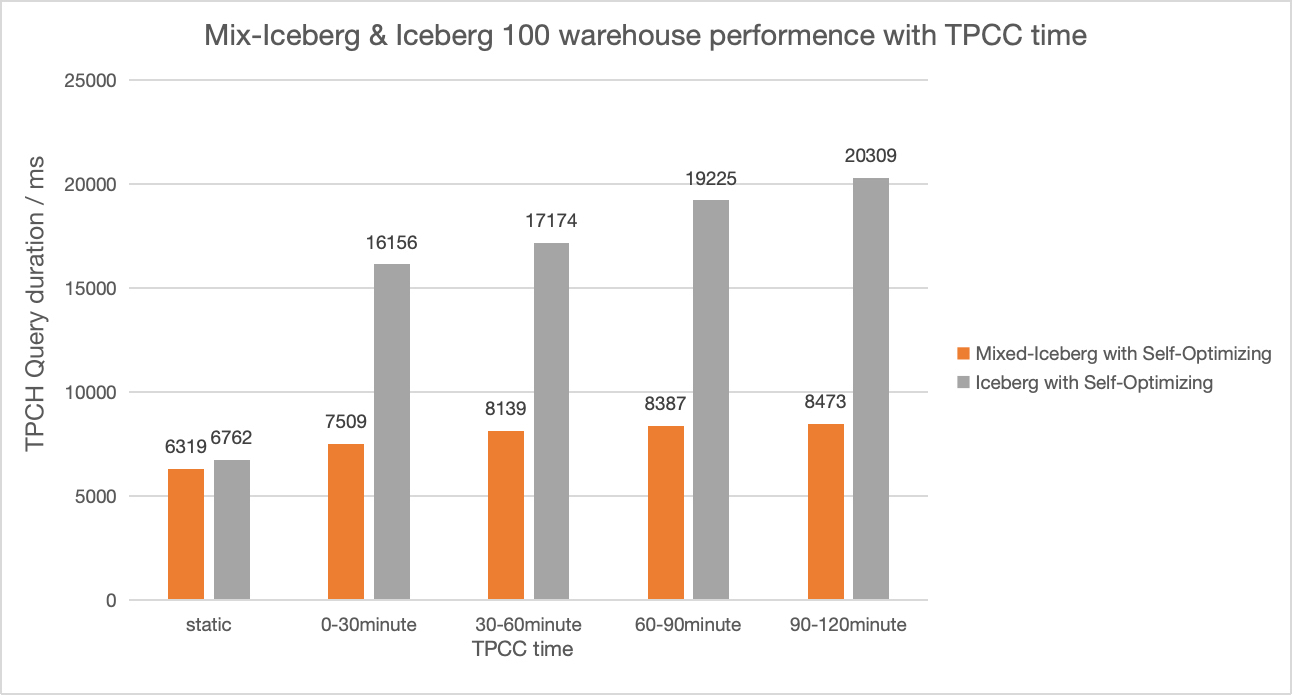 Mix-Iceberg & Iceberg 100 warehouse performence with TPCC time
TPCH Query duration / ms
25000
20000
15000
10000
5000
0
6319
6762
7509
16156
8139
17174
8387
19225
8473
20309
static
0-30minute
30-60minute
60-90minute
90-120minute
TPCC time
Mixed-Iceberg with Self-Optimizing
Iceberg with Self-Optimizing